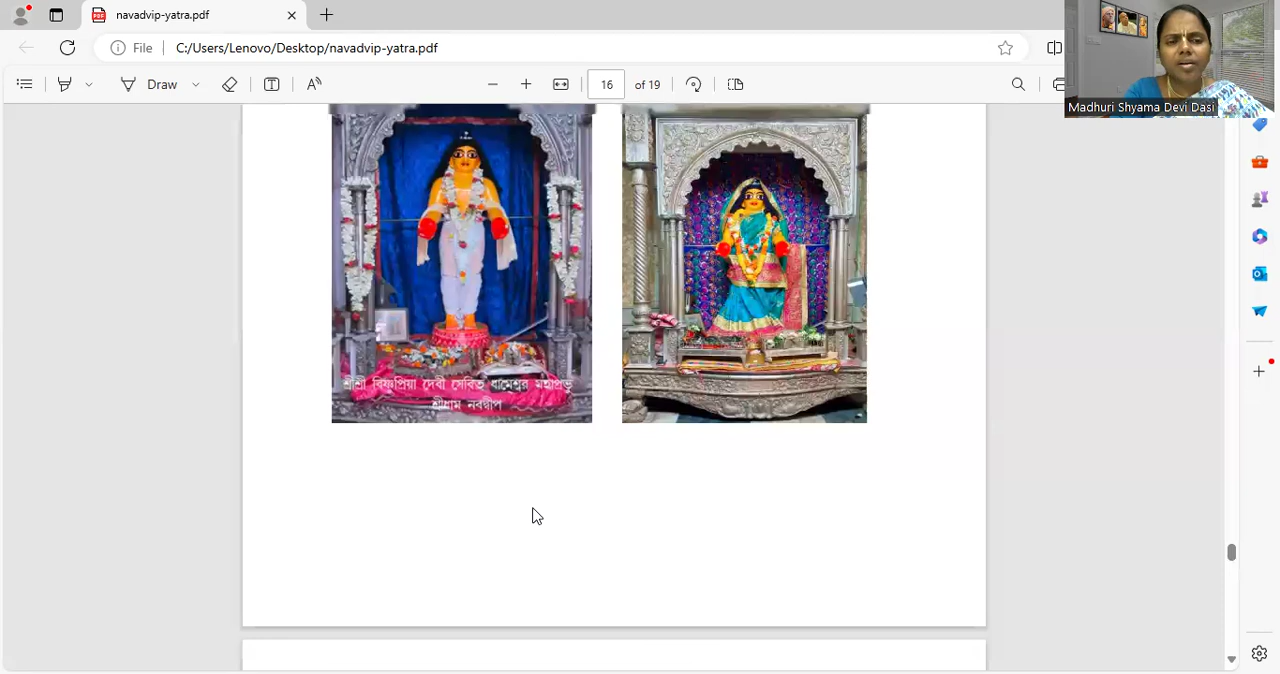 navadvip-yatra.pdf
File
C:/Users/Lenovo/Desktop/navadvip-yatra.pdf
Draw
16 of 19
Madhuri Shyama Devi Dasi
শ্রীশ্রী বিষ্ণুপ্রিয়া দেবী সেবিত ধামেশ্বর মহাপ্রভু
শ্রীধাম নবদ্বীপ